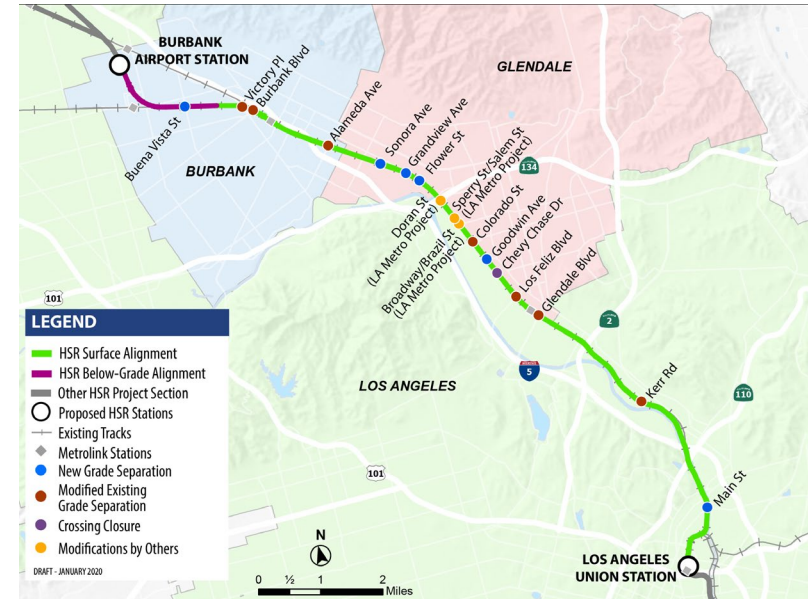 BURBANK
AIRPORT STATION
Victory Pl
Burbank Blvd
GLENDALE
Alameda Ave
Sonora Ave
Grandview Ave
Flower St
Buena Vista St
BURBANK
Sperry St/Salem St
(LA Metro Project)
134
Doran St
(LA Metro Project)
Colorado St
Broadway/Brazil St
(LA Metro Project)
Goodwin Ave
Chevy Chase Dr
Los Feliz Blvd
Glendale Blvd
101
2
LEGEND
HSR Surface Alignment
HSR Below-Grade Alignment
Other HSR Project Section
Proposed HSR Stations
Existing Tracks
Metrolink Stations
New Grade Separation
Modified Existing
Grade Separation
Crossing Closure
Modifications by Others
DRAFT - JANUARY 2020
LOS ANGELES
5
Kerr Rd
110
101
Main St
N
0 ½ 1 2
Miles
LOS ANGELES
UNION STATION